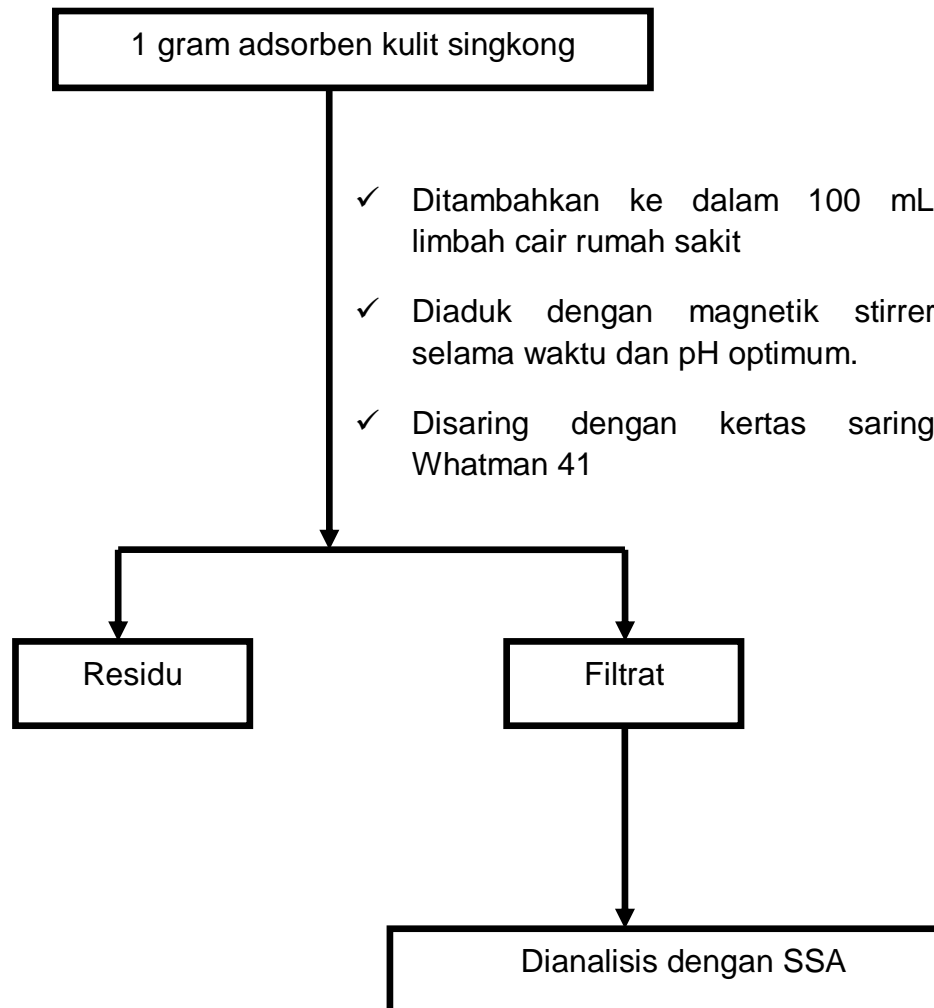 1 gram adsorben kulit singkong
✓ Ditambahkan ke dalam 100 mL
limbah cair rumah sakit
✓ Diaduk dengan magnetik stirrer
selama waktu dan pH optimum.
✓ Disaring dengan kertas saring
Whatman 41
Residu
Filtrat
Dianalisis dengan SSA